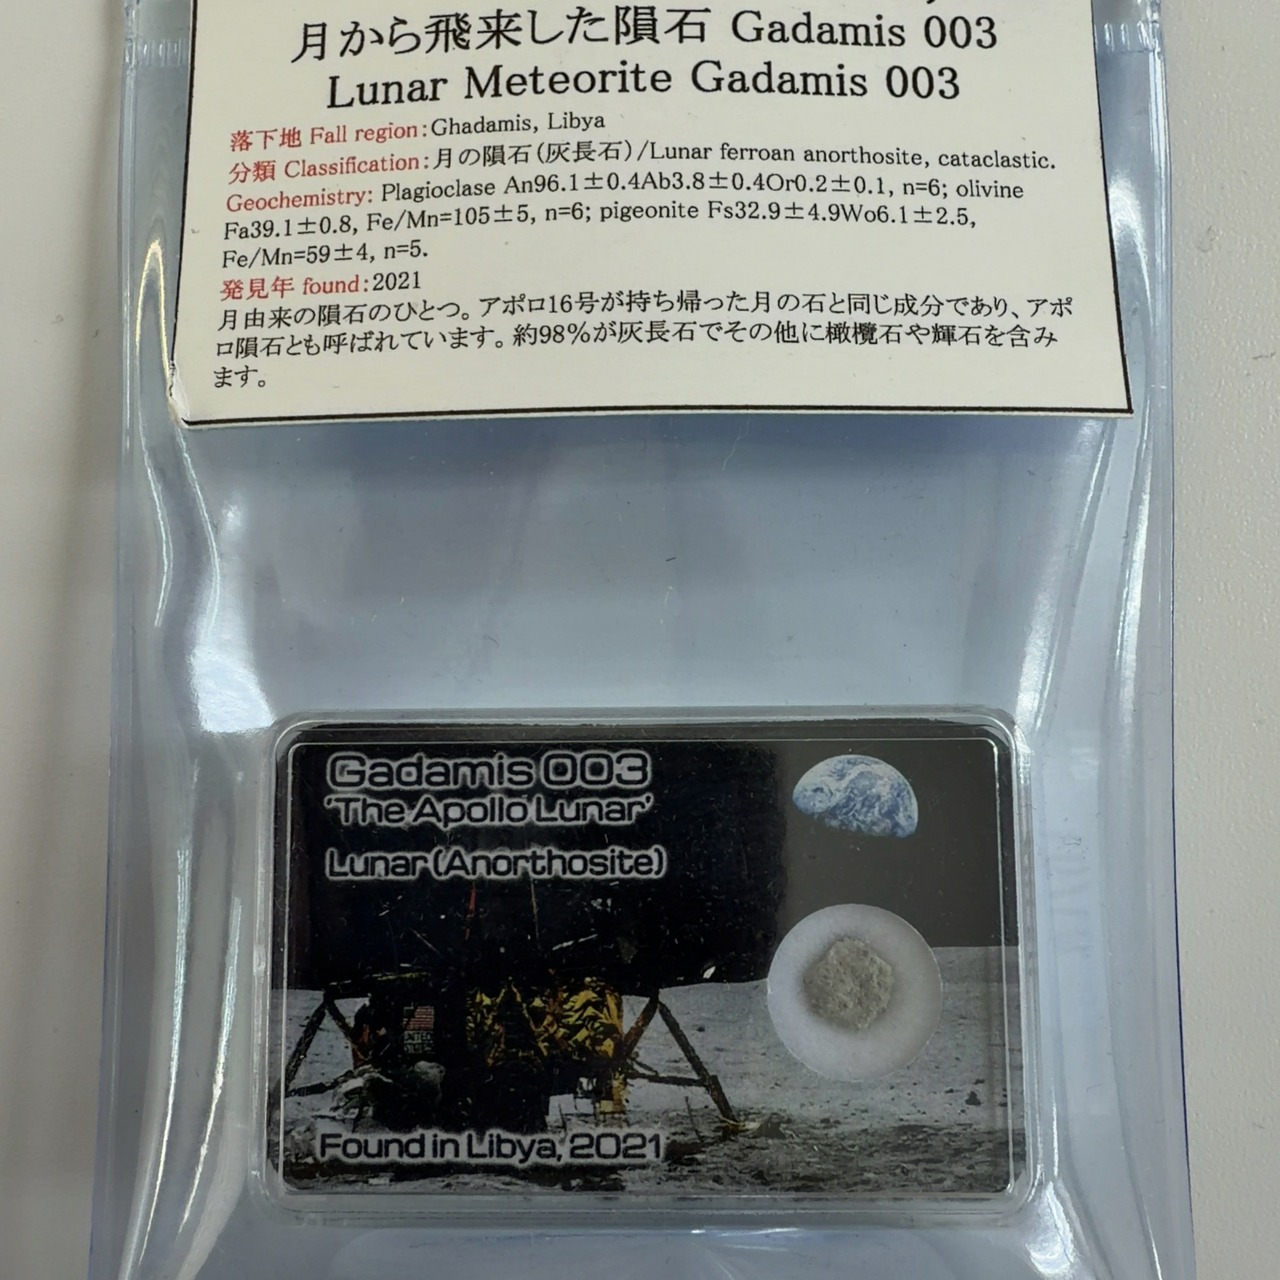 月から飛来した隕石 Gadamis 003
Lunar Meteorite Gadamis 003
落下地 Fall region:Ghadamis, Libya
分類 Classification:月の隕石(灰長石)/Lunar ferroan anorthosite, cataclastic.
Geochemistry: Plagioclase An96.1±0.4Ab3.8±0.4Or0.2±0.1, n=6; olivine
Fa39.1±0.8, Fe/Mn=105±5, n=6; pigeonite Fs32.9±4.9Wo6.1±2.5,
Fe/Mn=59±4, n=5.
発見年 found:2021
月由来の隕石のひとつ。アポロ16号が持ち帰った月の石と同じ成分であり、アポ
ロ隕石とも呼ばれています。約98%が灰長石でその他に橄欖石や輝石を含み
ます。
Gadamis 003
'The Apollo Lunar'
Lunar (Anorthosite)
Found in Libya, 2021